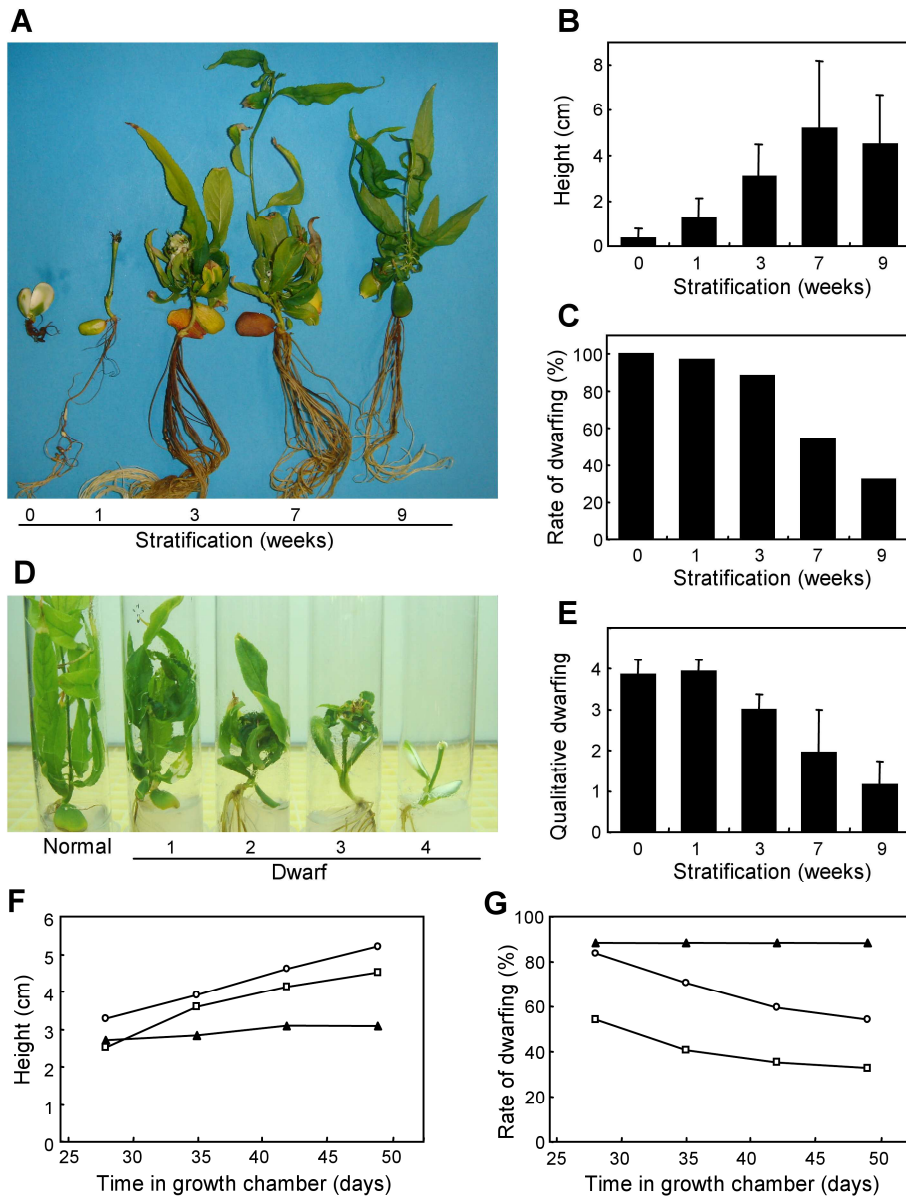 A
0 1 3 7 9
Stratification (weeks)
B
Height (cm)
8
6
4
2
0
0 1 3 7 9
Stratification (weeks)
C
Rate of dwarfing (%)
100
80
60
40
20
0
0 1 3 7 9
Stratification (weeks)
D
Normal 1 2 3 4
Dwarf
E
Qualitative dwarfing
4
3
2
1
0
0 1 3 7 9
Stratification (weeks)
F
Height (cm)
6
5
4
3
2
1
0
25 30 35 40 45 50
Time in growth chamber (days)
G
Rate of dwarfing (%)
100
80
60
40
20
0
25 30 35 40 45 50
Time in growth chamber (days)